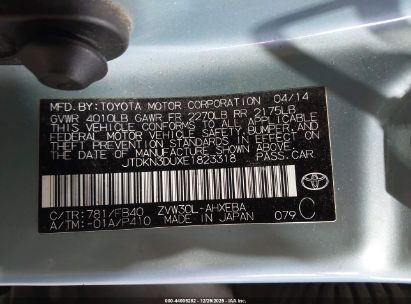 MFD. BY: TOYOTA MOTOR CORPORATION 04/14
GVWR 4010LB GAWR FR 2270LB RR 2175LB
THIS VEHICLE CONFORMS TO ALL APPLICABLE
FEDERAL MOTOR VEHICLE SAFETY, BUMPER, AND
THEFT PREVENTION STANDARDS IN EFFECT ON
THE DATE OF MANUFACTURE SHOWN ABOVE.
JTDKN3DUXE1823318 PASS.CAR
C/TR: 781/FB40 ZVW30L-AHXEBA
A/TM: -01A/P410 MADE IN JAPAN 079 C
TOYOTA